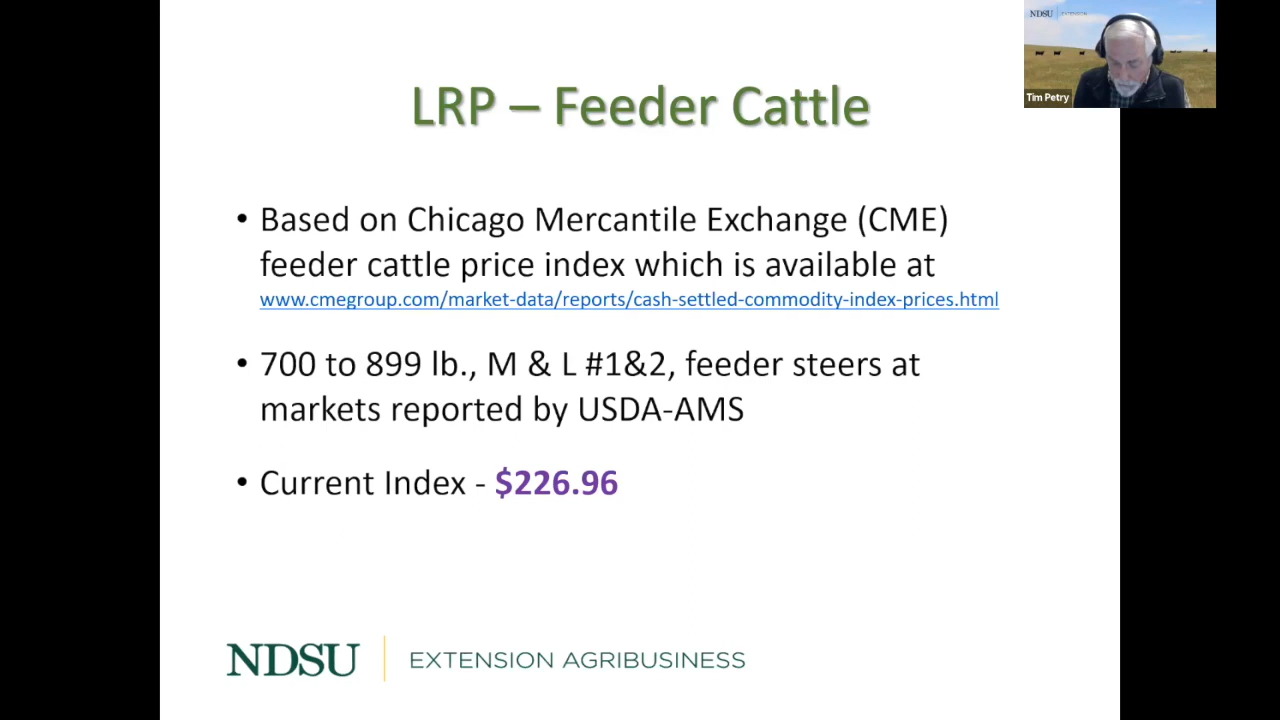 NDSU EXTENSION
Tim Petry
LRP – Feeder Cattle
• Based on Chicago Mercantile Exchange (CME)
feeder cattle price index which is available at
www.cmegroup.com/market-data/reports/cash-settled-commodity-index-prices.html
• 700 to 899 lb., M & L #1&2, feeder steers at
markets reported by USDA-AMS
• Current Index - $226.96
NDSU EXTENSION AGRIBUSINESS